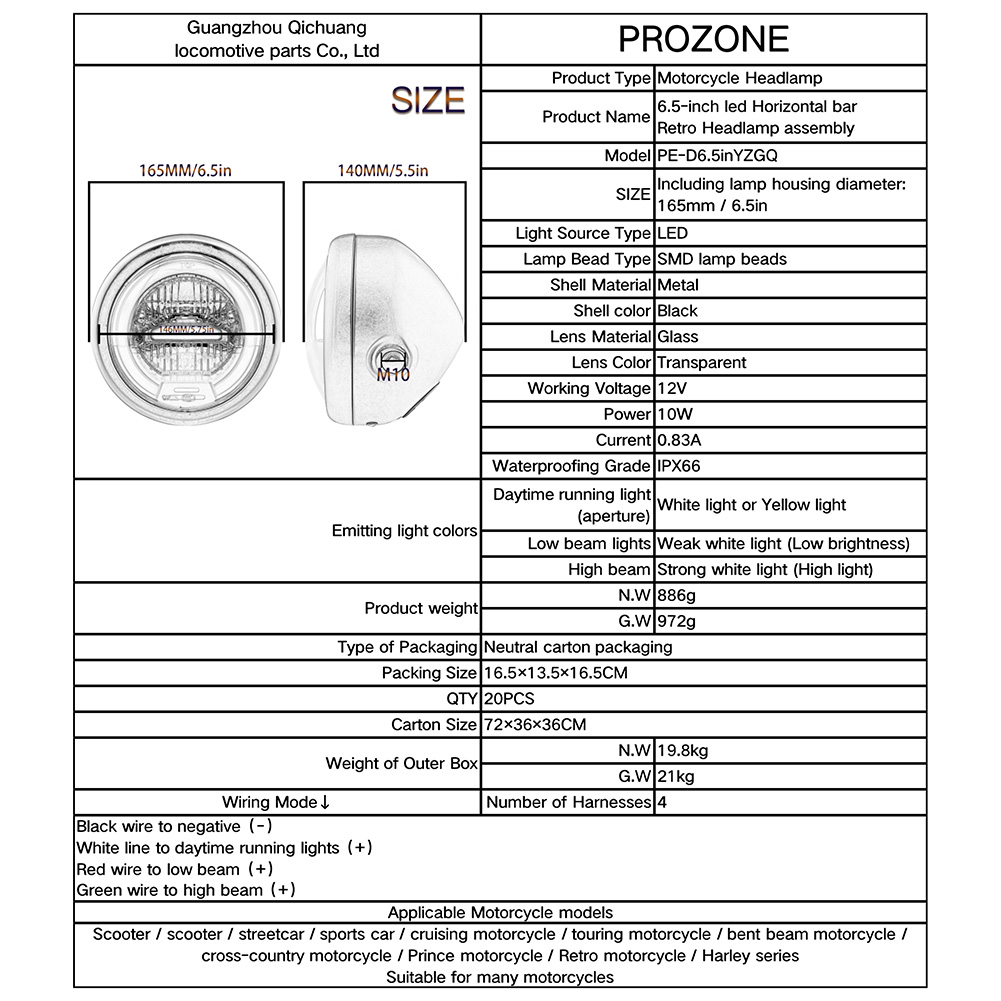 Guangzhou Qichuang
locomotive parts Co., Ltd
PROZONE
SIZE
165MM/6.5in
140MM/5.5in
146MM/5.75in
M10
Product Type Motorcycle Headlamp
Product Name 6.5-inch led Horizontal bar
Retro Headlamp assembly
Model PE-D6.5inYZGQ
SIZE Including lamp housing diameter:
165mm / 6.5in
Light Source Type LED
Lamp Bead Type SMD lamp beads
Shell Material Metal
Shell color Black
Lens Material Glass
Lens Color Transparent
Working Voltage 12V
Power 10W
Current 0.83A
Waterproofing Grade IPX66
Emitting light colors
Daytime running light
(aperture) White light or Yellow light
Low beam lights Weak white light (Low brightness)
High beam Strong white light (High light)
Product weight
N.W 886g
G.W 972g
Type of Packaging Neutral carton packaging
Packing Size 16.5×13.5×16.5CM
QTY 20PCS
Carton Size 72×36×36CM
Weight of Outer Box
N.W 19.8kg
G.W 21kg
Wiring Mode↓ Number of Harnesses 4
Black wire to negative (-)
White line to daytime running lights (+)
Red wire to low beam (+)
Green wire to high beam (+)
Applicable Motorcycle models
Scooter / scooter / streetcar / sports car / cruising motorcycle / touring motorcycle / bent beam motorcycle /
cross-country motorcycle / Prince motorcycle / Retro motorcycle / Harley series
Suitable for many motorcycles